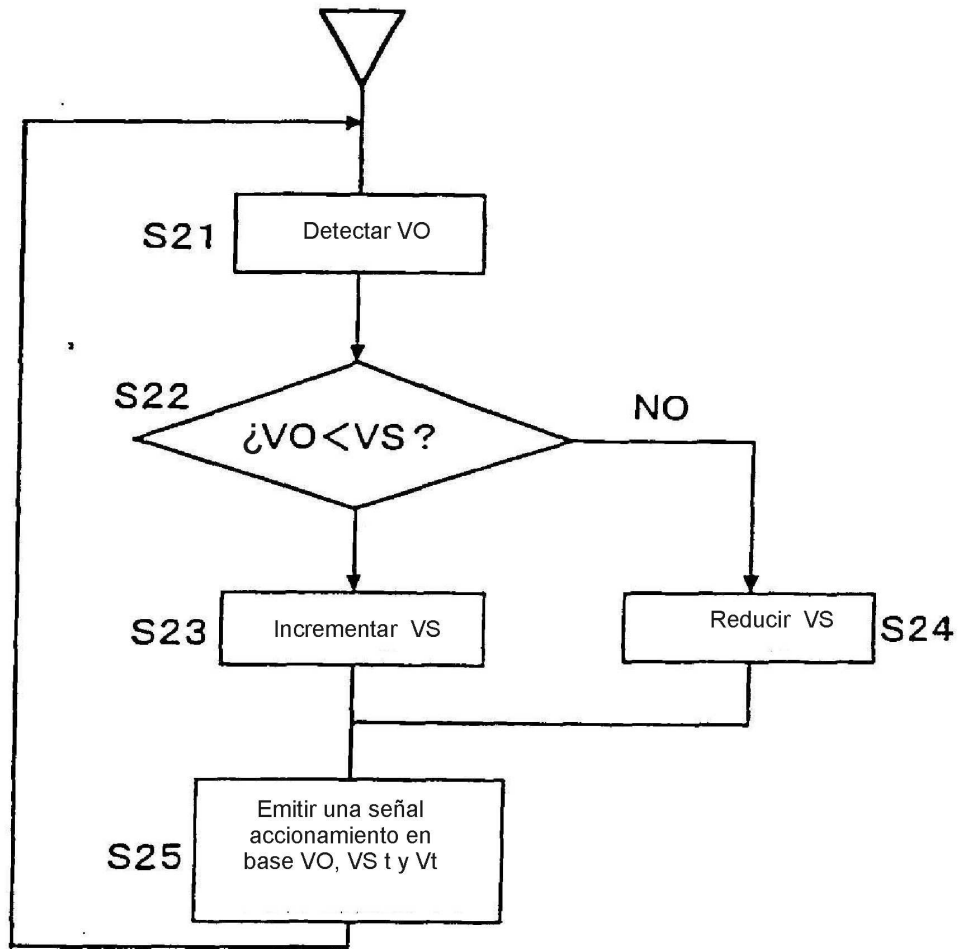 S21
Detectar VO
S22
¿VO<VS?
NO
S23
Incrementar VS
Reducir VS
S24
S25
Emitir una señal
accionamiento en
base VO, VS t y Vt